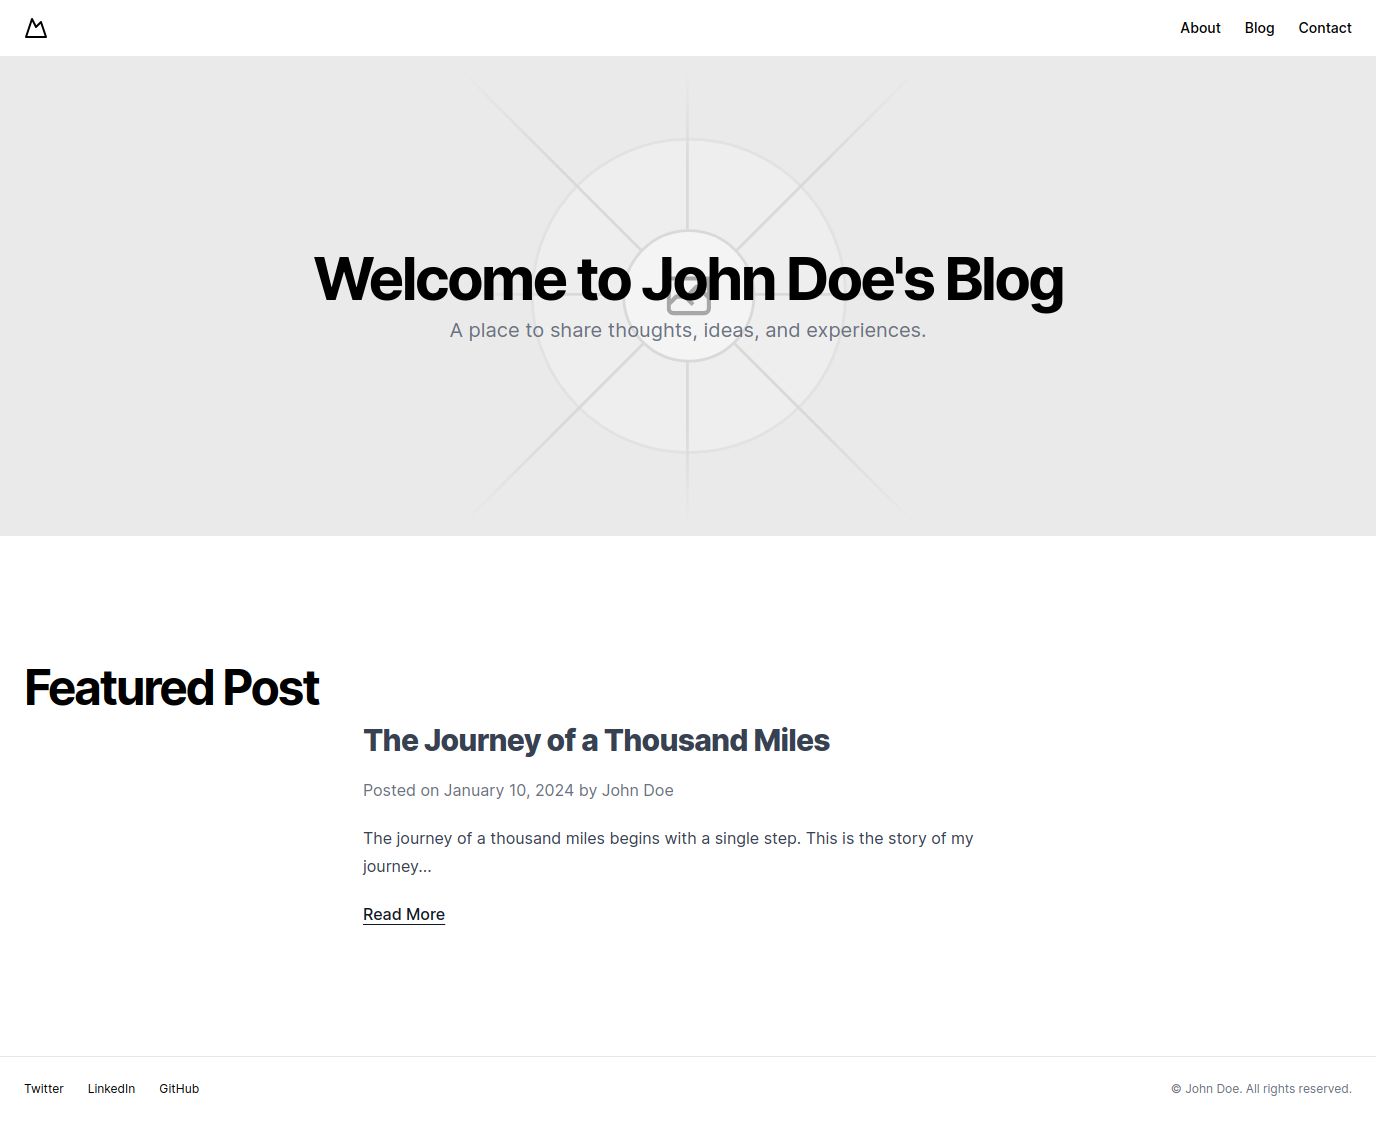 About Blog Contact
Welcome to John Doe's Blog
A place to share thoughts, ideas, and experiences.
Featured Post
The Journey of a Thousand Miles
Posted on January 10, 2024 by John Doe
The journey of a thousand miles begins with a single step. This is the story of my
journey...
Read More
Twitter LinkedIn GitHub © John Doe. All rights reserved.